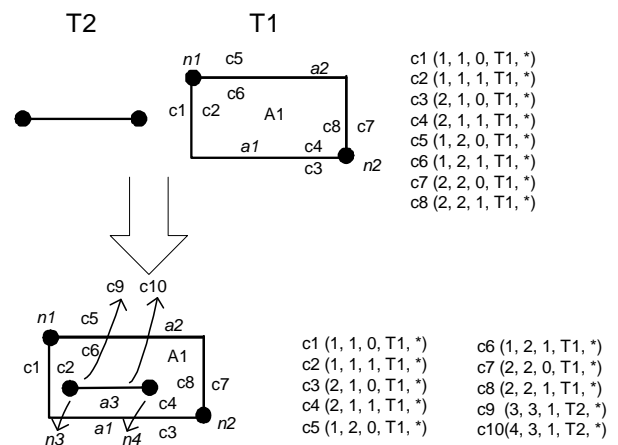 T2
T1
n1
c5
a2
c1
c2
c6
A1
c8
c7
a1
c4
c3
n2
c1 (1, 1, 0, T1, *)
c2 (1, 1, 1, T1, *)
c3 (2, 1, 0, T1, *)
c4 (2, 1, 1, T1, *)
c5 (1, 2, 0, T1, *)
c6 (1, 2, 1, T1, *)
c7 (2, 2, 0, T1, *)
c8 (2, 2, 1, T1, *)
c9
c10
n1
c5
a2
c6
A1
c1
c2
c8
c7
a3
c4
n2
n3
a1
n4
c3
c1 (1, 1, 0, T1, *)
c2 (1, 1, 1, T1, *)
c3 (2, 1, 0, T1, *)
c4 (2, 1, 1, T1, *)
c5 (1, 2, 0, T1, *)
c6 (1, 2, 1, T1, *)
c7 (2, 2, 0, T1, *)
c8 (2, 2, 1, T1, *)
c9 (3, 3, 1, T2, *)
c10(4, 3, 1, T2, *)